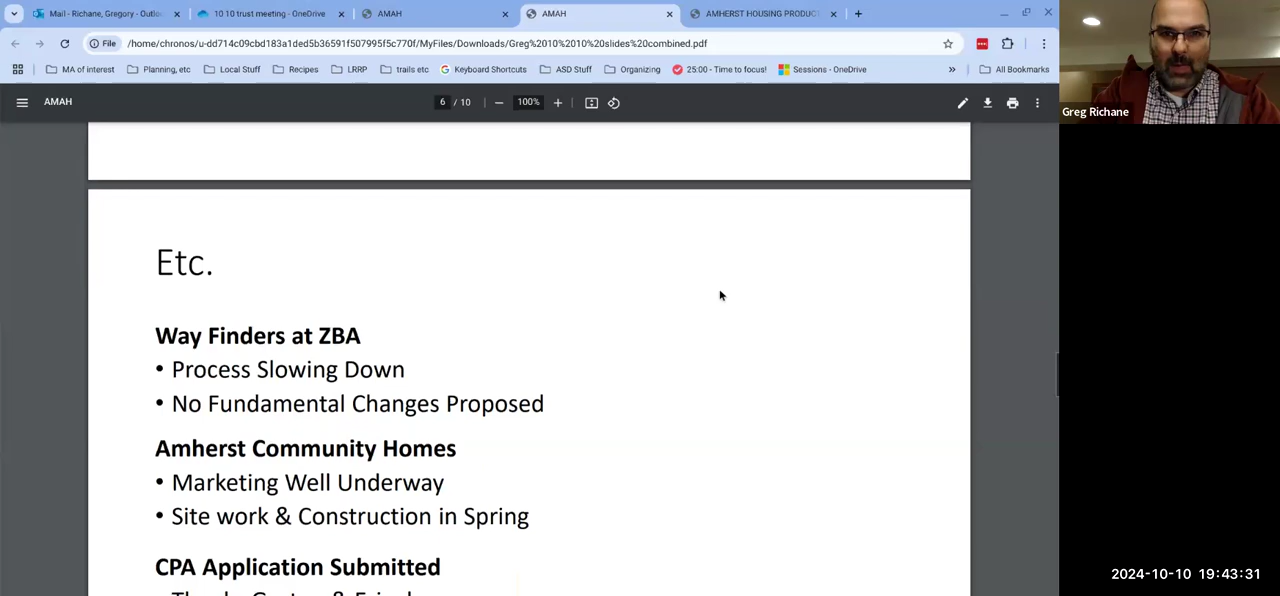 Mail - Richane, Gregory - Outlo
10 10 trust meeting - OneDrive
AMAH
AMAH
AMHERST HOUSING PRODUCT
File
/home/chronos/u-dd714c09cbd183a1ded5b36591f507995f5c770f/MyFiles/Downloads/Greg%2010%2010%20slides%20combined.pdf
MA of interest
Planning, etc
Local Stuff
Recipes
LRRP
trails etc
Keyboard Shortcuts
ASD Stuff
Organizing
25:00 - Time to focus!
Sessions - OneDrive
»
All Bookmarks
AMAH
6 / 10
100%
Greg Richane
Etc.
Way Finders at ZBA
• Process Slowing Down
• No Fundamental Changes Proposed
Amherst Community Homes
• Marketing Well Underway
• Site work & Construction in Spring
CPA Application Submitted
2024-10-10 19:43:31